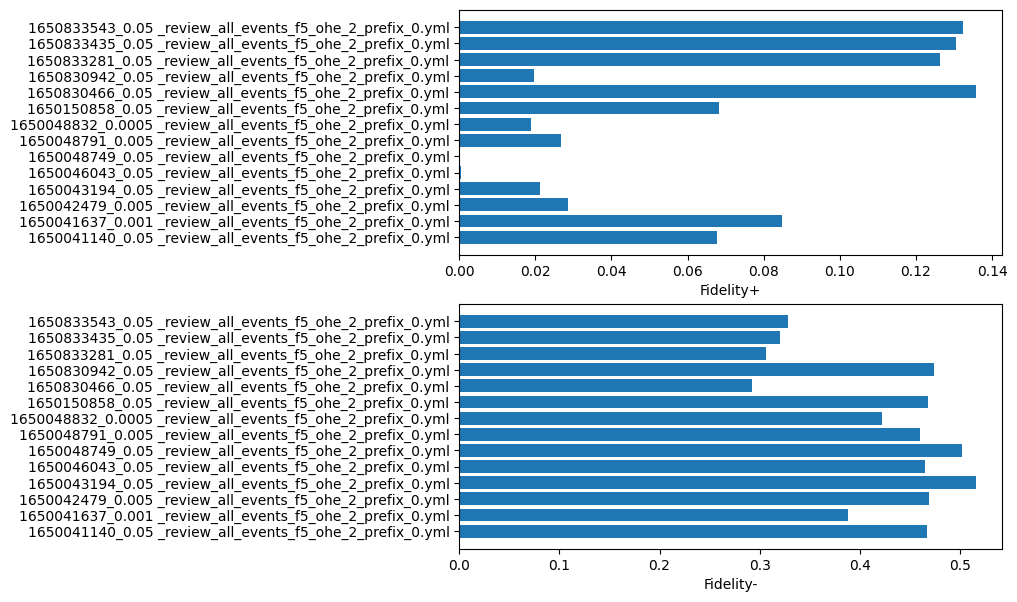 1650833543_0.05 _review_all_events_f5_ohe_2_prefix_0.yml
1650833435_0.05 _review_all_events_f5_ohe_2_prefix_0.yml
1650833281_0.05 _review_all_events_f5_ohe_2_prefix_0.yml
1650830942_0.05 _review_all_events_f5_ohe_2_prefix_0.yml
1650830466_0.05 _review_all_events_f5_ohe_2_prefix_0.yml
1650150858_0.05 _review_all_events_f5_ohe_2_prefix_0.yml
1650048832_0.0005 _review_all_events_f5_ohe_2_prefix_0.yml
1650048791_0.005 _review_all_events_f5_ohe_2_prefix_0.yml
1650048749_0.05 _review_all_events_f5_ohe_2_prefix_0.yml
1650046043_0.05 _review_all_events_f5_ohe_2_prefix_0.yml
1650043194_0.05 _review_all_events_f5_ohe_2_prefix_0.yml
1650042479_0.005 _review_all_events_f5_ohe_2_prefix_0.yml
1650041637_0.001 _review_all_events_f5_ohe_2_prefix_0.yml
1650041140_0.05 _review_all_events_f5_ohe_2_prefix_0.yml
0.00 0.02 0.04 0.06 0.08 0.10 0.12 0.14
Fidelity+
1650833543_0.05 _review_all_events_f5_ohe_2_prefix_0.yml
1650833435_0.05 _review_all_events_f5_ohe_2_prefix_0.yml
1650833281_0.05 _review_all_events_f5_ohe_2_prefix_0.yml
1650830942_0.05 _review_all_events_f5_ohe_2_prefix_0.yml
1650830466_0.05 _review_all_events_f5_ohe_2_prefix_0.yml
1650150858_0.05 _review_all_events_f5_ohe_2_prefix_0.yml
1650048832_0.0005 _review_all_events_f5_ohe_2_prefix_0.yml
1650048791_0.005 _review_all_events_f5_ohe_2_prefix_0.yml
1650048749_0.05 _review_all_events_f5_ohe_2_prefix_0.yml
1650046043_0.05 _review_all_events_f5_ohe_2_prefix_0.yml
1650043194_0.05 _review_all_events_f5_ohe_2_prefix_0.yml
1650042479_0.005 _review_all_events_f5_ohe_2_prefix_0.yml
1650041637_0.001 _review_all_events_f5_ohe_2_prefix_0.yml
1650041140_0.05 _review_all_events_f5_ohe_2_prefix_0.yml
0.0 0.1 0.2 0.3 0.4 0.5
Fidelity-